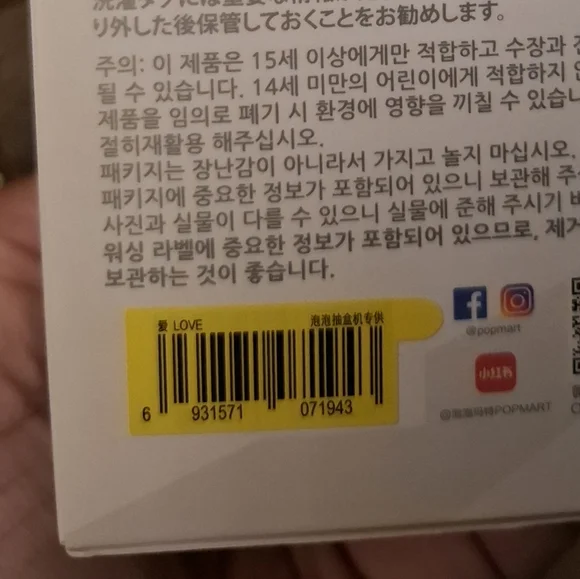 り外した後保管しておくことをお勧めします。
주의: 이 제품은 15세 이상에게만 적합하고 수장과
될 수 있습니다. 14세 미만의 어린이에게 적합하지
제품을 임의로 폐기 시 환경에 영향을 끼칠 수 있습니
절히재활용 해주십시오.
패키지는 장난감이 아니라서 가지고 놀지 마십시오.
패키지에 중요한 정보가 포함되어 있으니 보관해 주
사진과 실물이 다를 수 있으니 실물에 준해 주시기
워싱 라벨에 중요한 정보가 포함되어 있으므로, 제거
보관하는 것이 좋습니다.
爱 LOVE 泡泡抽盒机专供
6 931571 071943
@popmart
小红书
@泡泡玛特POPMART